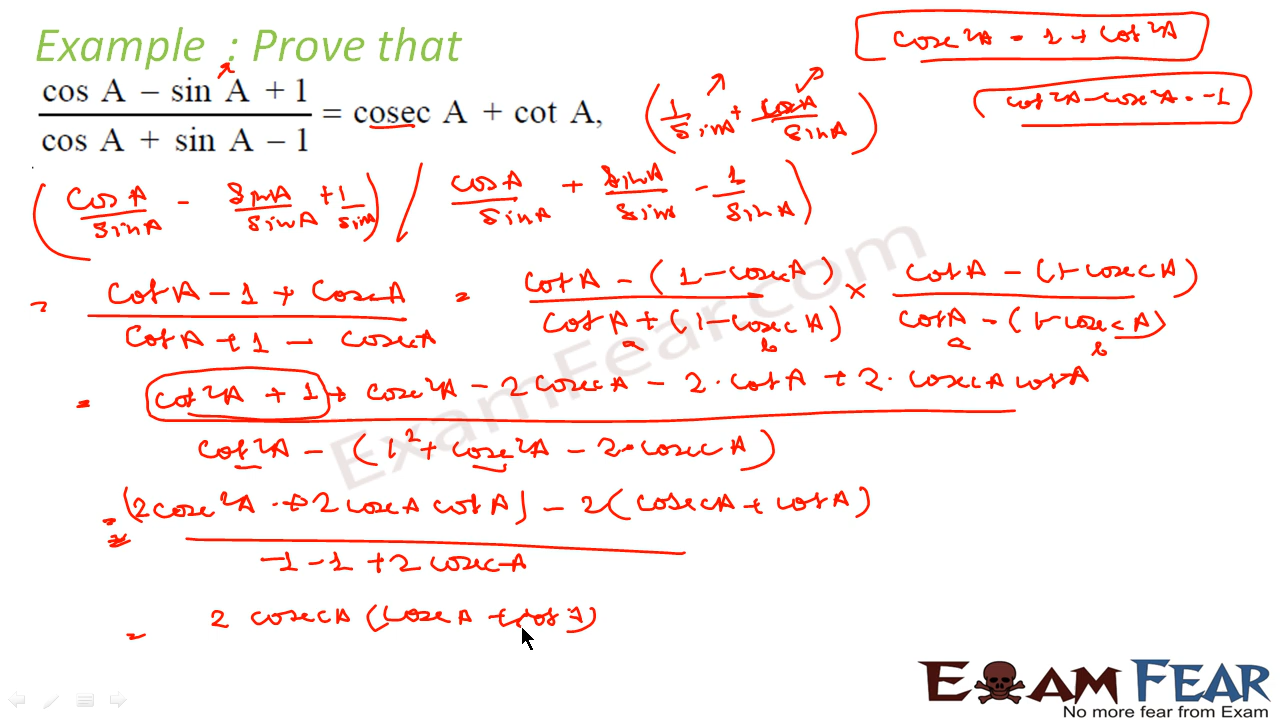 Example : Prove that
cosec²A = 1 + cot²A
cos A − sin A + 1 / cos A + sin A − 1 = cosec A + cot A, (1/sinA + cosA/sinA)
cot²A − cosec²A = −1
(cosA/sinA − sinA/sinA + 1/sinA) / (cosA/sinA + sinA/sinA − 1/sinA)
= cotA − 1 + cosecA / cotA + 1 − cosecA = cotA − (1 − cosecA) / cotA + (1 − cosecA) × cotA − (1 − cosecA) / cotA − (1 − cosecA)
a b a b
= cot²A + 1 + cosec²A − 2 cosecA − 2 · cotA + 2 · cosecA cotA
cot²A − (1² + cosec²A − 2 · cosecA)
= (2cosec²A + 2 cosecA cotA) − 2 (cosecA + cotA)
−1 − 1 + 2 cosecA
= 2 cosecA (cosecA + cotA)
ExamFear.com
EXAM FEAR
No more fear from Exam